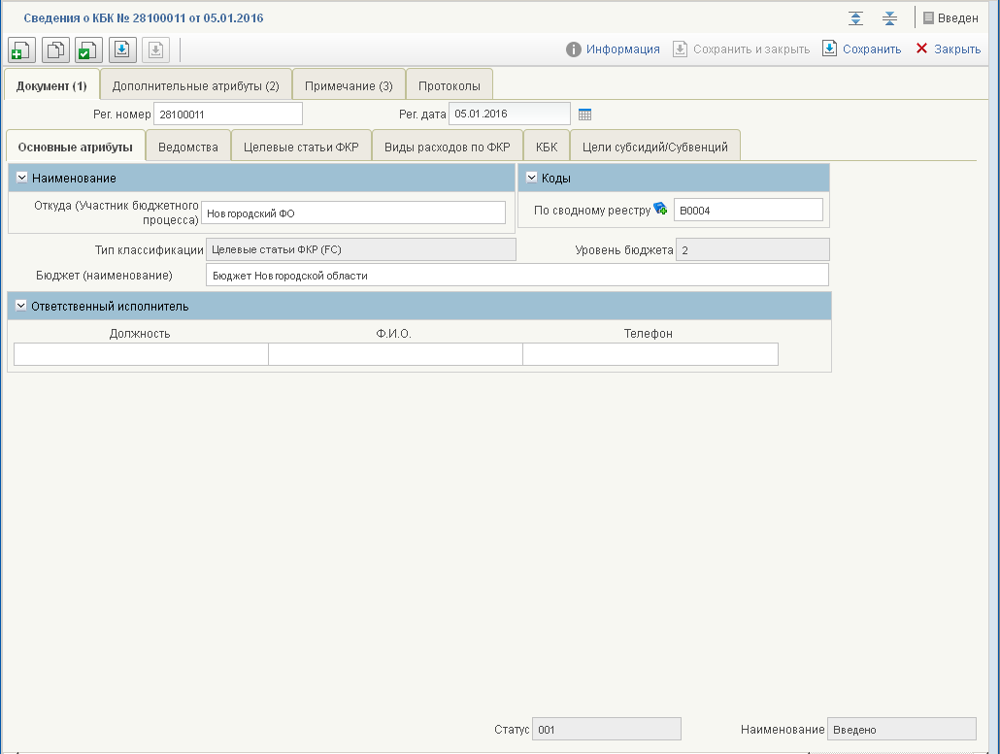 Сведения о КБК № 28100011 от 05.01.2016
Введен
Информация Сохранить и закрыть Сохранить Закрыть
Документ (1) Дополнительные атрибуты (2) Примечание (3) Протоколы
Рег. номер 28100011 Рег. дата 05.01.2016
Основные атрибуты Ведомства Целевые статьи ФКР Виды расходов по ФКР КБК Цели субсидий/Субвенций
Наименование Коды
Откуда (Участник бюджетного
процесса) Новгородский ФО По сводному реестру В0004
Тип классификации Целевые статьи ФКР (FC) Уровень бюджета 2
Бюджет (наименование) Бюджет Новгородской области
Ответственный исполнитель
Должность Ф.И.О. Телефон
Статус 001 Наименование Введено